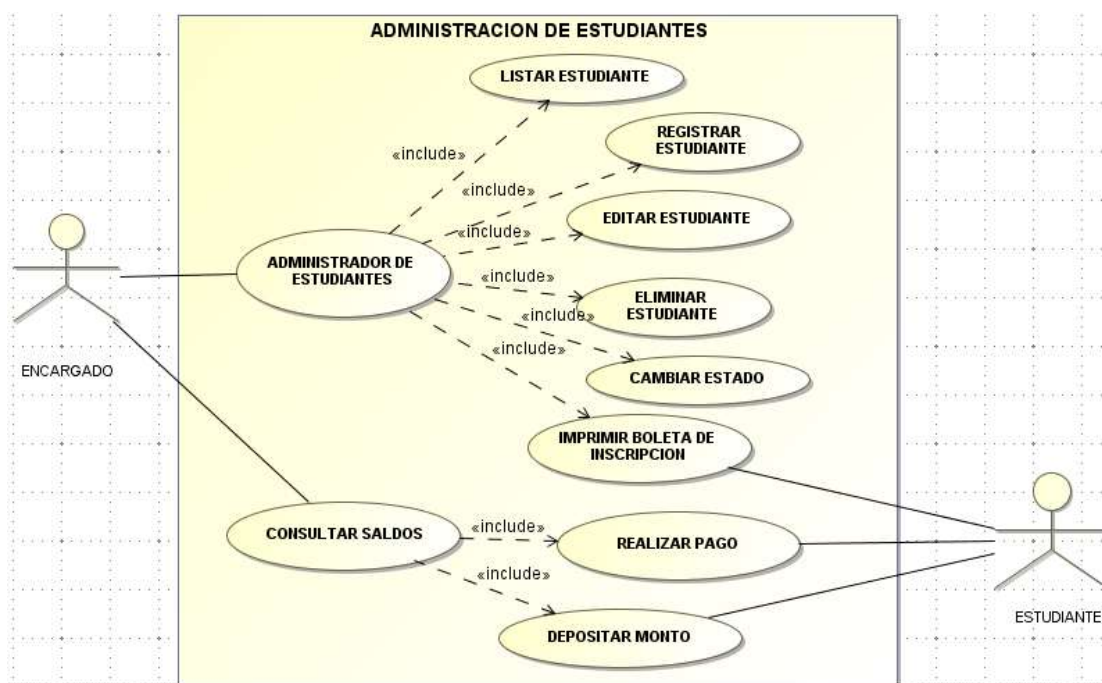 ADMINISTRACION DE ESTUDIANTES
LISTAR ESTUDIANTE
«include»
REGISTRAR
ESTUDIANTE
«include»
EDITAR ESTUDIANTE
«include»
ADMINISTRADOR DE
ESTUDIANTES
«include»
ELIMINAR
ESTUDIANTE
«include»
«include»
CAMBIAR ESTADO
ENCARGADO
IMPRIMIR BOLETA DE
INSCRIPCION
CONSULTAR SALDOS
«include»
REALIZAR PAGO
«include»
DEPOSITAR MONTO
ESTUDIANTE